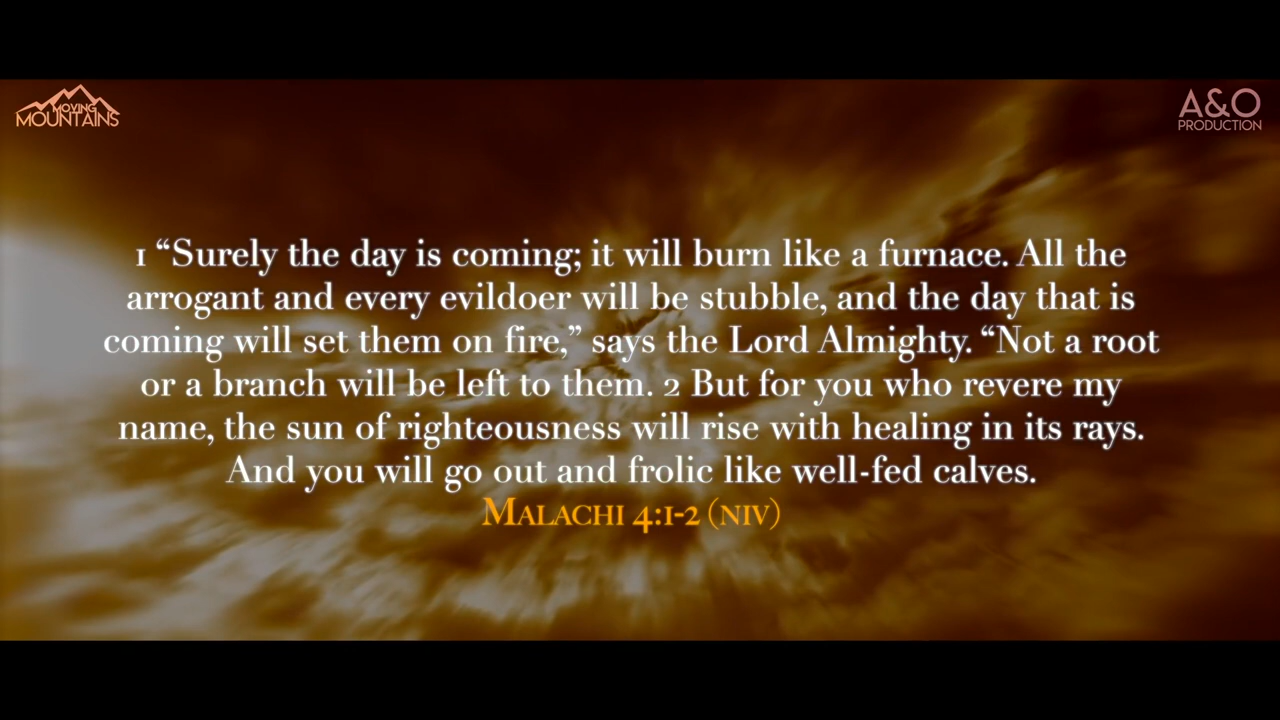 MOVING
MOUNTAINS
A&O
PRODUCTION
1 “Surely the day is coming; it will burn like a furnace. All the
arrogant and every evildoer will be stubble, and the day that is
coming will set them on fire,” says the Lord Almighty. “Not a root
or a branch will be left to them. 2 But for you who revere my
name, the sun of righteousness will rise with healing in its rays.
And you will go out and frolic like well-fed calves.
MALACHI 4:1-2 (NIV)